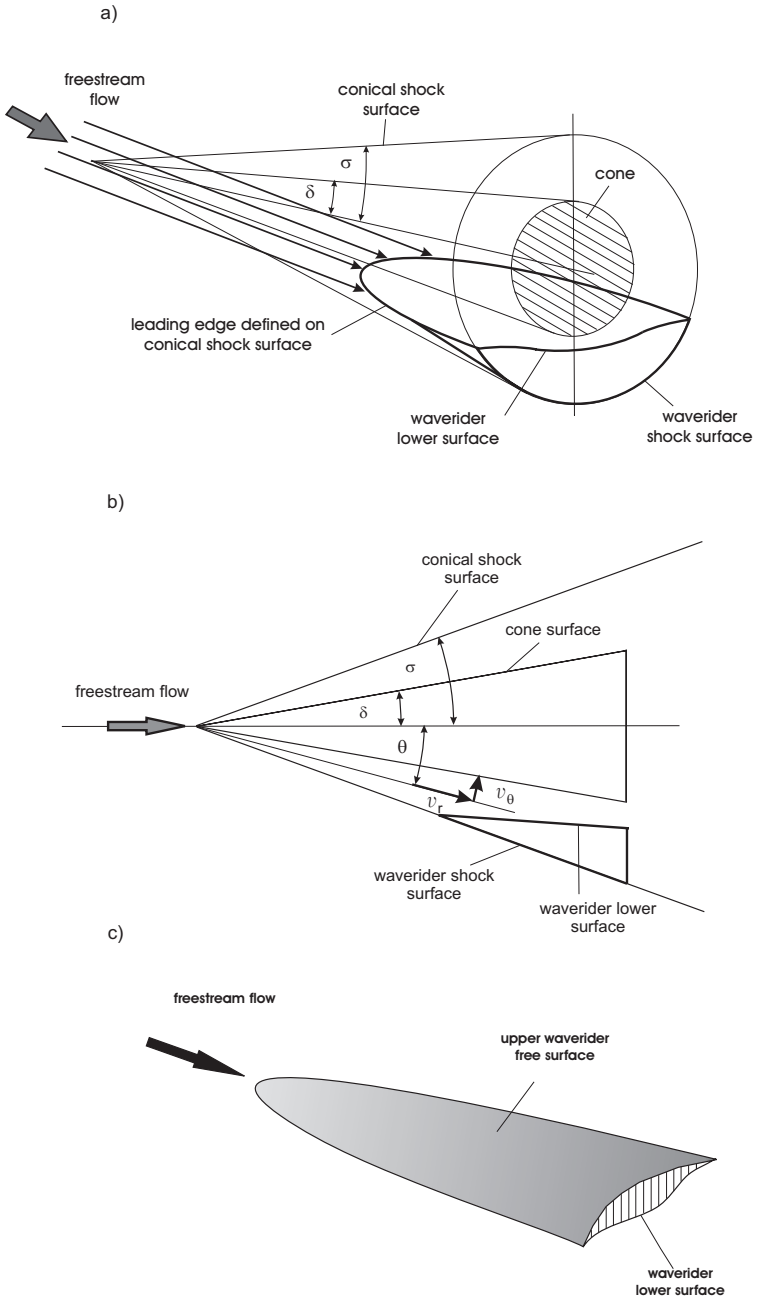 a)
freestream
flow
conical shock
surface
σ
δ
cone
leading edge defined on
conical shock surface
waverider
lower surface
waverider
shock surface
b)
conical shock
surface
cone surface
σ
freestream flow
δ
θ
vr
vθ
waverider shock
surface
waverider lower
surface
c)
freestream flow
upper waverider
free surface
waverider
lower surface